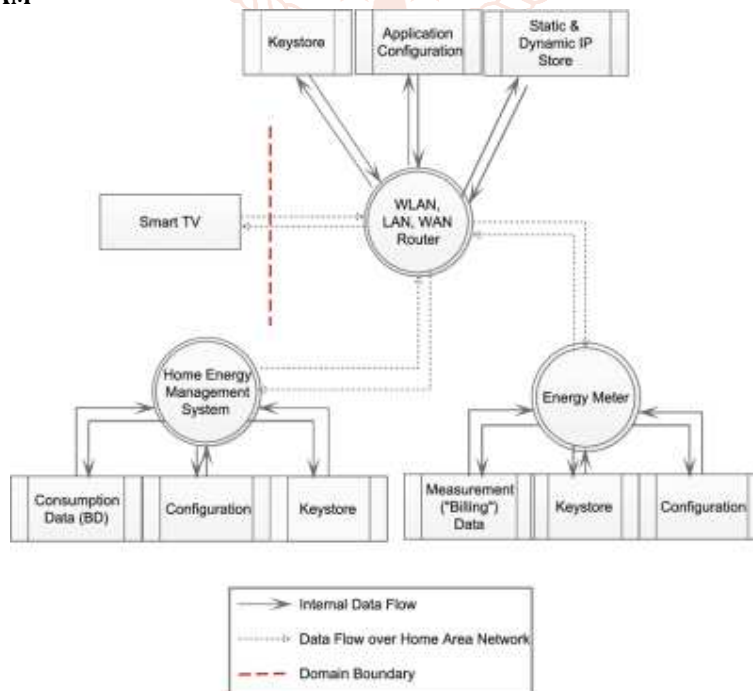 Keystore
Application
Configuration
Static &
Dynamic IP
Store
WLAN,
LAN, WAN
Router
Smart TV
Home Energy
Management
System
Energy Meter
Consumption
Data (BD)
Configuration
Keystore
Measurement
("Billing")
Data
Keystore
Configuration
Internal Data Flow
Data Flow over Home Area Network
Domain Boundary